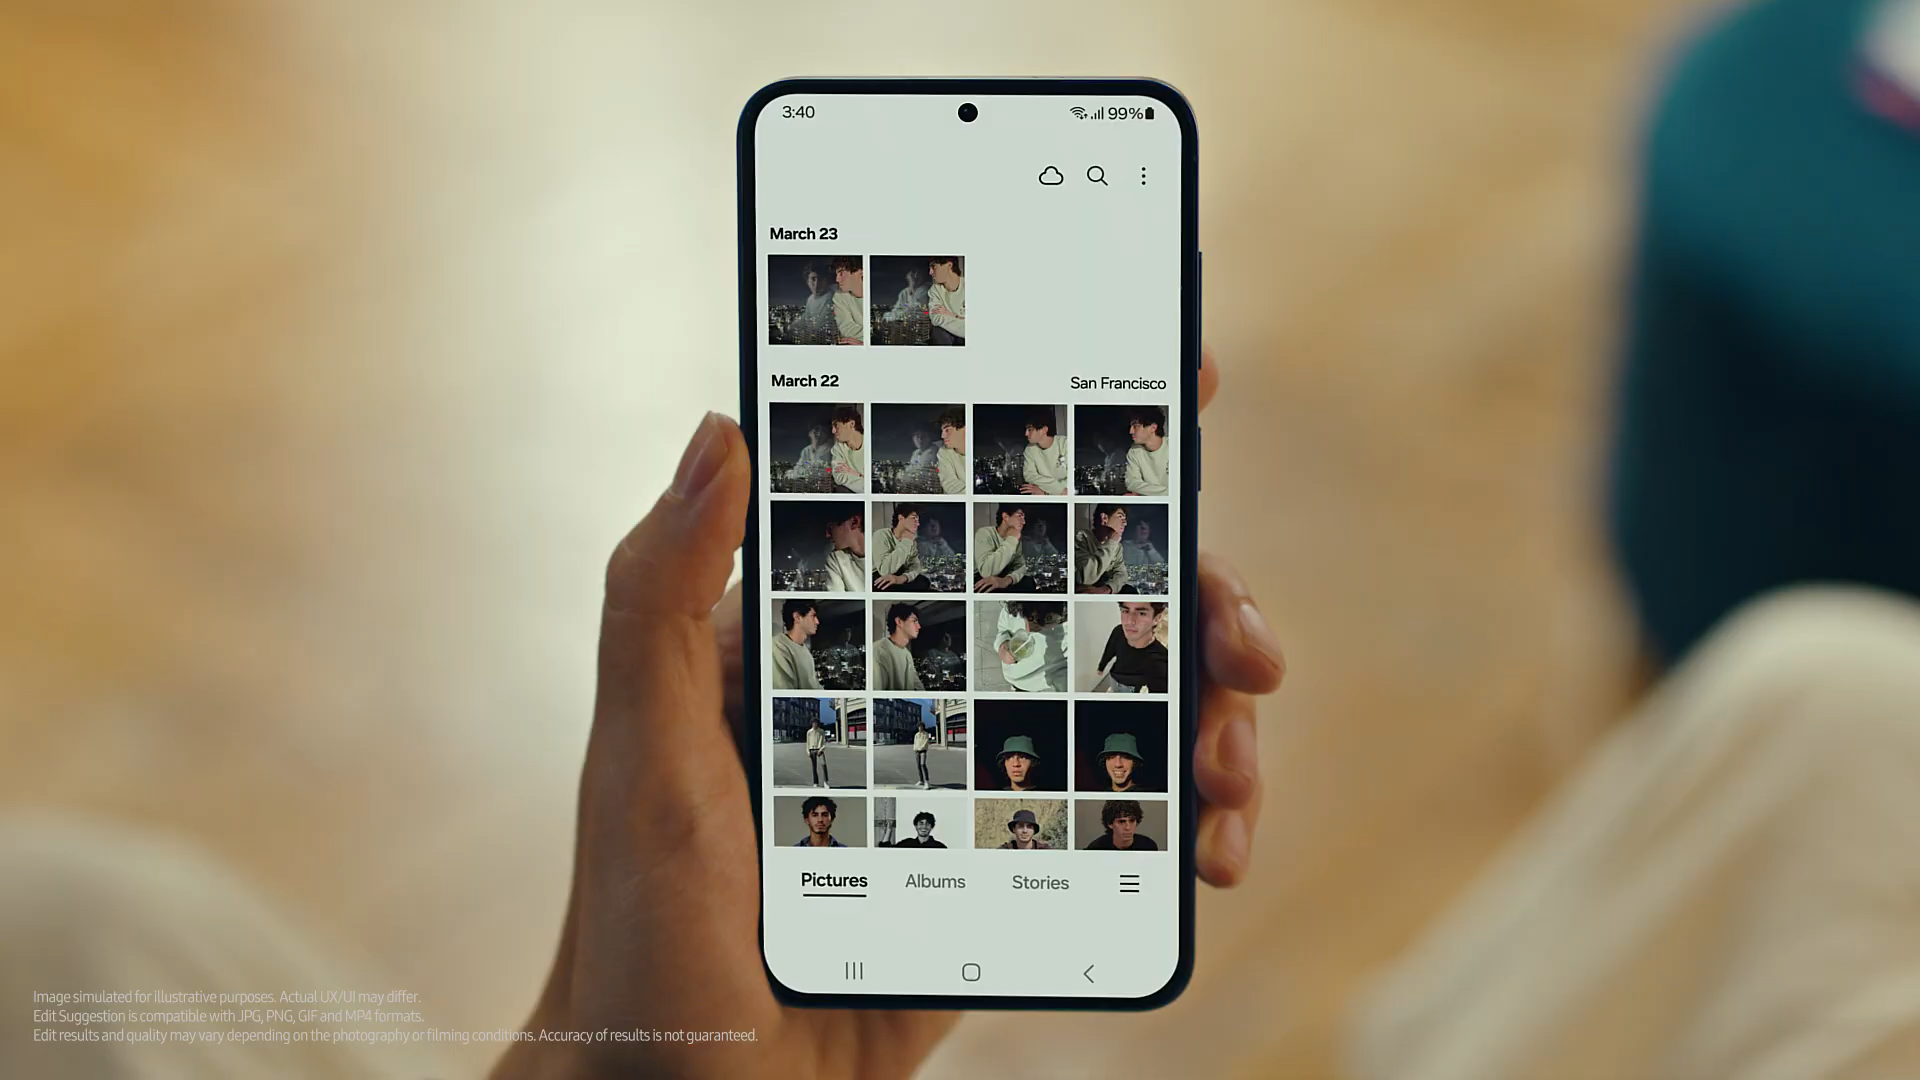 3:40
99%
March 23
March 22
San Francisco
Pictures
Albums
Stories
Image simulated for illustrative purposes. Actual UX/UI may differ.
Edit Suggestion is compatible with JPG, PNG, GIF and MP4 formats.
Edit results and quality may vary depending on the photography or filming conditions. Accuracy of results is not guaranteed.